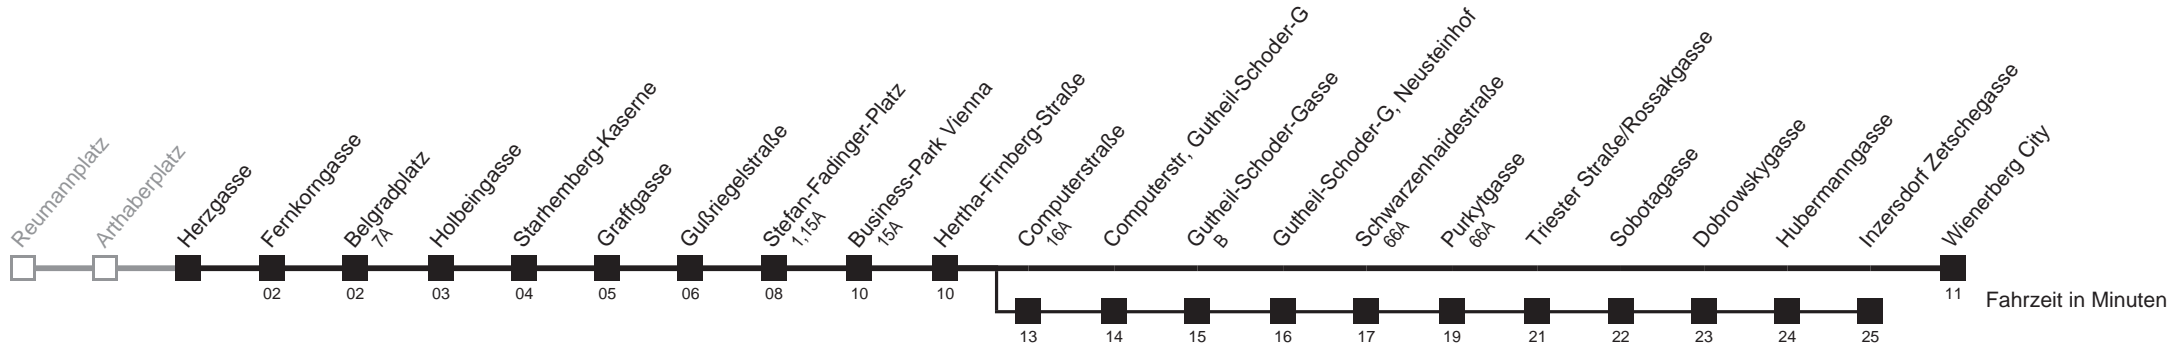 Reumannplatz
Arthaberplatz
Herzgasse
Fernkorngasse
Belgradplatz
7A
Holbeingasse
Starhemberg-Kaserne
Graffgasse
Gußriegelstraße
Stefan-Fadinger-Platz
1,15A
Business-Park Vienna
15A
Hertha-Firnberg-Straße
Computerstraße
16A
Computerstr, Gutheil-Schoder-G
Gutheil-Schoder-Gasse
B
Gutheil-Schoder-G, Neusteinhof
Schwarzenhaidestraße
66A
Purkytgasse
66A
Triester Straße/Rossakgasse
Sobotagasse
Dobrowskygasse
Hubermanngasse
Inzersdorf Zetschegasse
Wienerberg City
02 02 03 04 05 06 08 10 10 11
Fahrzeit in Minuten
13 14 15 16 17 19 21 22 23 24 25